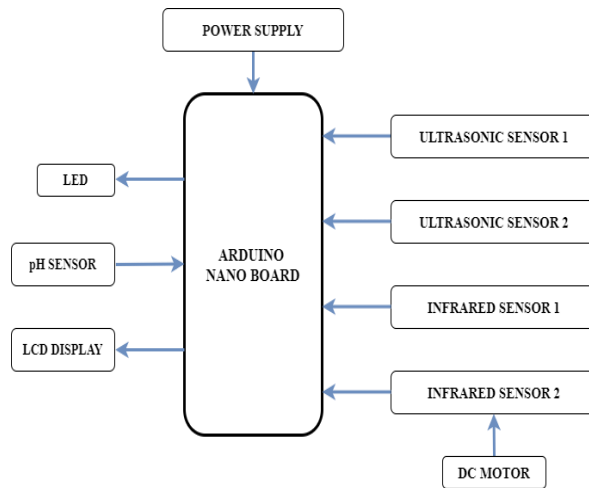 POWER SUPPLY
ULTRASONIC SENSOR 1
LED
ULTRASONIC SENSOR 2
pH SENSOR
ARDUINO
NANO BOARD
INFRARED SENSOR 1
LCD DISPLAY
INFRARED SENSOR 2
DC MOTOR